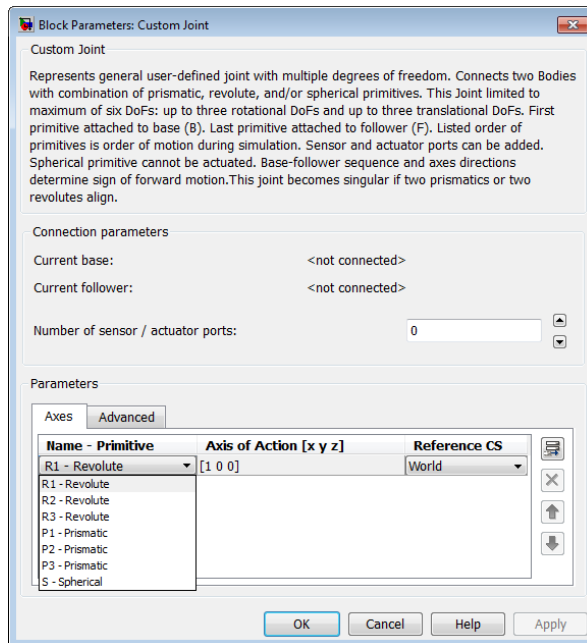 Block Parameters: Custom Joint
Custom Joint
Represents general user-defined joint with multiple degrees of freedom. Connects two Bodies
with combination of prismatic, revolute, and/or spherical primitives. This Joint limited to
maximum of six DoFs: up to three rotational DoFs and up to three translational DoFs. First
primitive attached to base (B). Last primitive attached to follower (F). Listed order of
primitives is order of motion during simulation. Sensor and actuator ports can be added.
Spherical primitive cannot be actuated. Base-follower sequence and axes directions
determine sign of forward motion.This joint becomes singular if two prismatics or two
revolutes align.
Connection parameters
Current base: <not connected>
Current follower: <not connected>
Number of sensor / actuator ports: 0
Parameters
Axes Advanced
Name - Primitive Axis of Action [x y z] Reference CS
R1 - Revolute [1 0 0] World
R1 - Revolute
R2 - Revolute
R3 - Revolute
P1 - Prismatic
P2 - Prismatic
P3 - Prismatic
S - Spherical
OK Cancel Help Apply